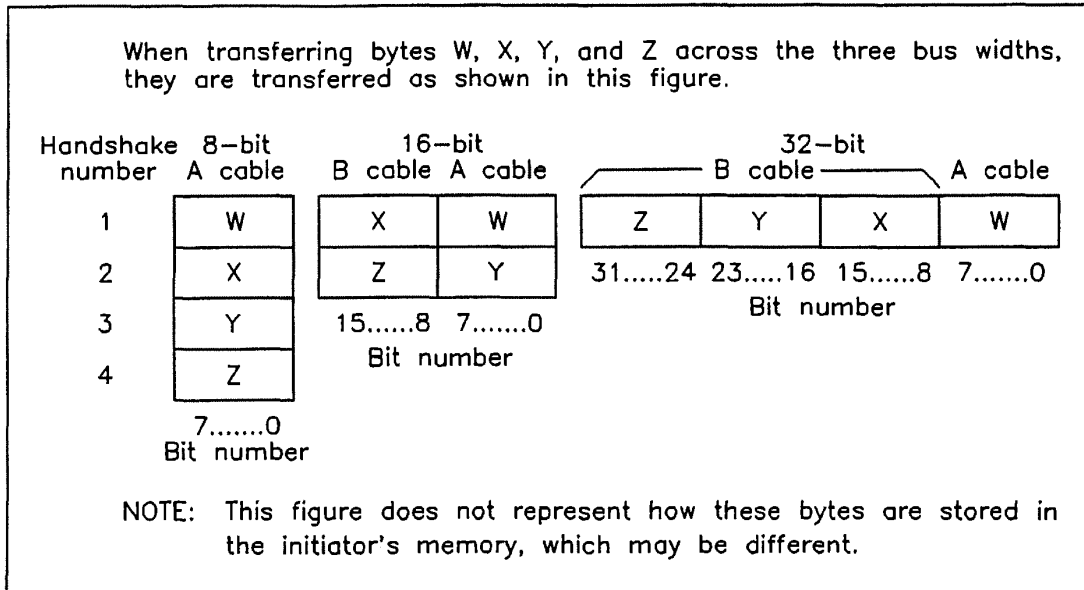 When transferring bytes W, X, Y, and Z across the three bus widths,
they are transferred as shown in this figure.
Handshake 8-bit 16-bit 32-bit
number A cable B cable A cable B cable A cable
1 W X W Z Y X W
2 X Z Y 31.....24 23.....16 15......8 7.......0
3 Y 15......8 7.......0 Bit number
4 Z Bit number
7.......0
Bit number
NOTE: This figure does not represent how these bytes are stored in
the initiator's memory, which may be different.